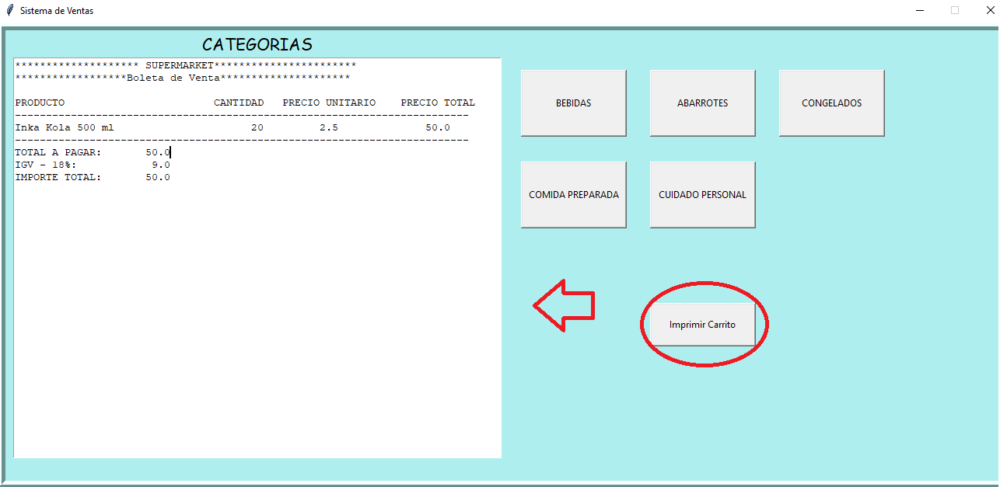 Sistema de Ventas
CATEGORIAS
******************** SUPERMARKET***********************
******************Boleta de Venta*********************
PRODUCTO CANTIDAD PRECIO UNITARIO PRECIO TOTAL
-------------------------------------------------------------------------
Inka Kola 500 ml 20 2.5 50.0
-------------------------------------------------------------------------
TOTAL A PAGAR: 50.0
IGV - 18%: 9.0
IMPORTE TOTAL: 50.0
BEBIDAS
ABARROTES
CONGELADOS
COMIDA PREPARADA
CUIDADO PERSONAL
Imprimir Carrito